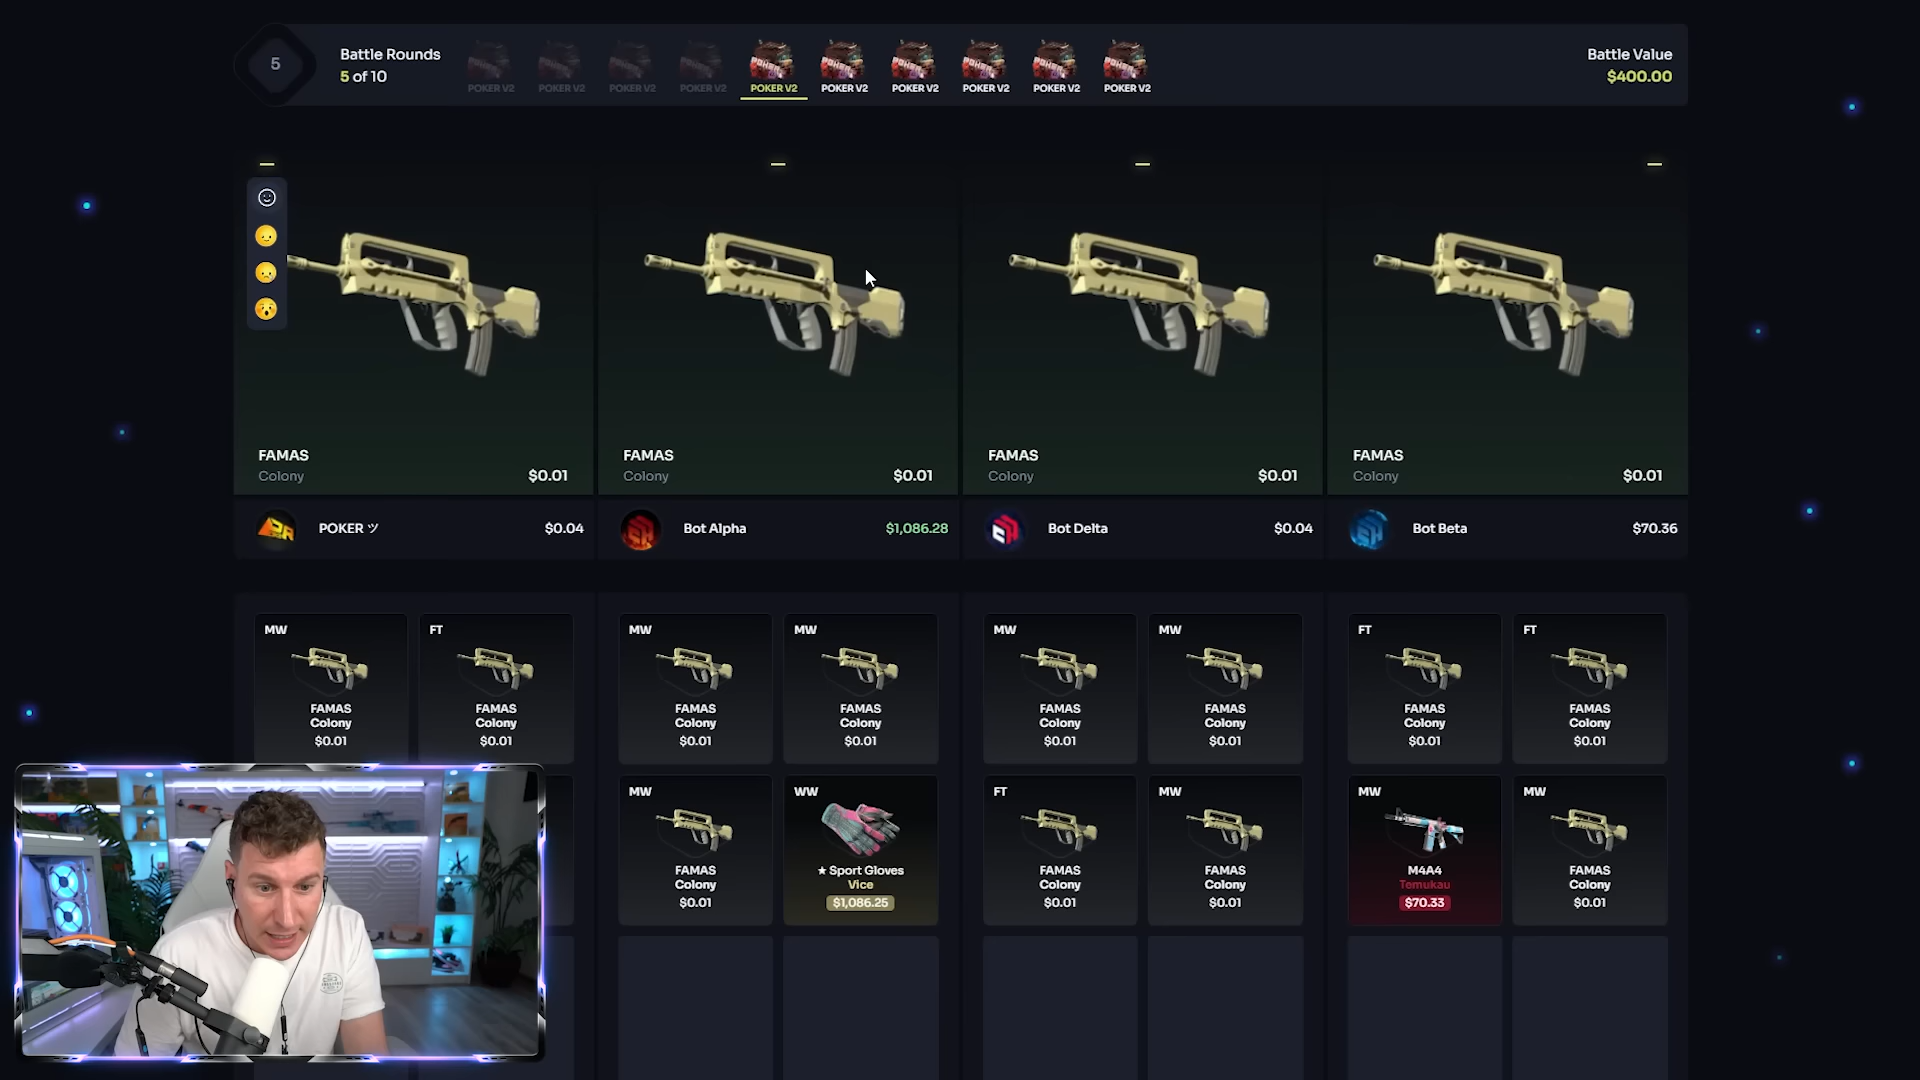 5
Battle Rounds
5 of 10
POKER V2
POKER V2
POKER V2
POKER V2
POKER V2
POKER V2
POKER V2
POKER V2
POKER V2
POKER V2
Battle Value
$400.00
FAMAS
Colony
$0.01
FAMAS
Colony
$0.01
FAMAS
Colony
$0.01
FAMAS
Colony
$0.01
POKER ツ
$0.04
Bot Alpha
$1,086.28
Bot Delta
$0.04
Bot Beta
$70.36
MW
FAMAS
Colony
$0.01
FT
FAMAS
Colony
$0.01
MW
FAMAS
Colony
$0.01
MW
FAMAS
Colony
$0.01
MW
FAMAS
Colony
$0.01
MW
FAMAS
Colony
$0.01
FT
FAMAS
Colony
$0.01
FT
FAMAS
Colony
$0.01
MW
FAMAS
Colony
$0.01
WW
★ Sport Gloves
Vice
$1,086.25
FT
FAMAS
Colony
$0.01
MW
FAMAS
Colony
$0.01
MW
M4A4
Temukau
$70.33
MW
FAMAS
Colony
$0.01